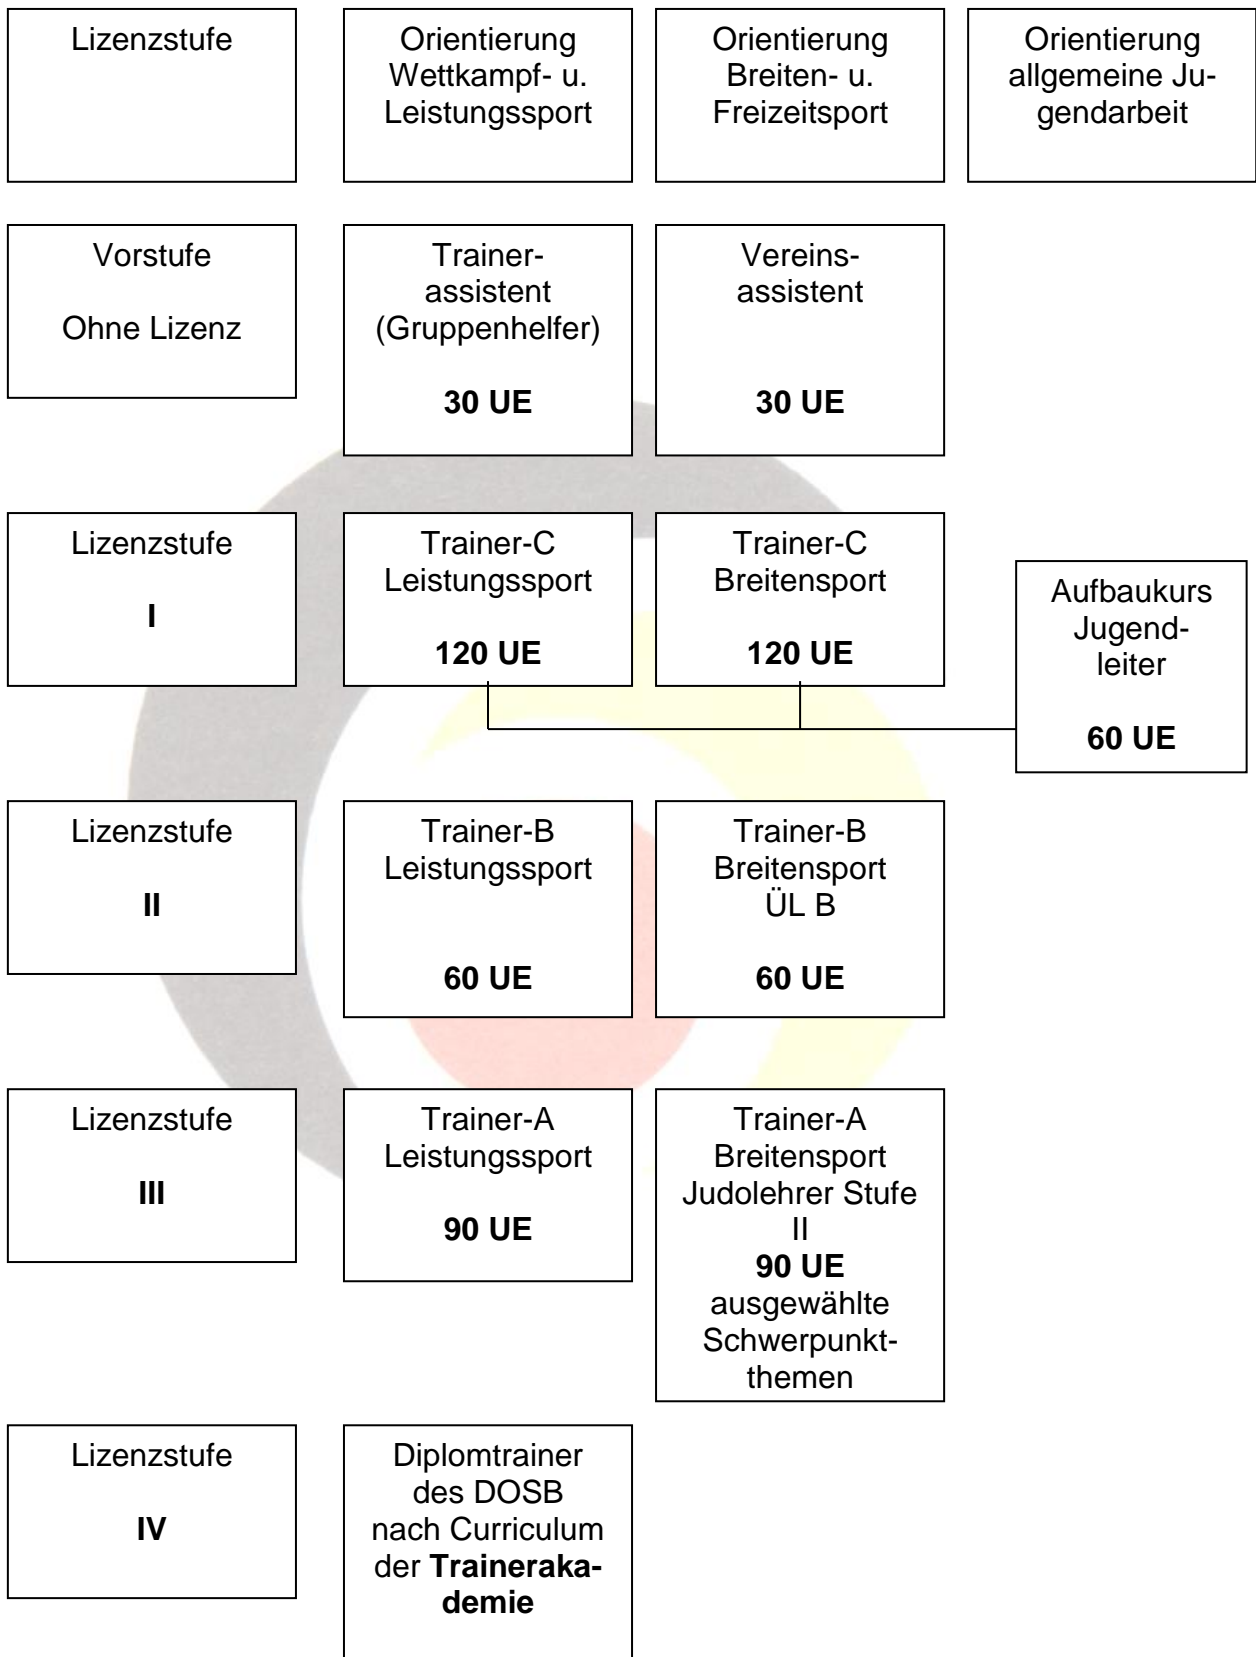 Lizenzstufe
Orientierung
Wettkampf- u.
Leistungssport
Orientierung
Breiten- u.
Freizeitsport
Orientierung
allgemeine Ju-
gendarbeit
Vorstufe
Ohne Lizenz
Trainer-
assistent
(Gruppenhelfer)
30 UE
Vereins-
assistent
30 UE
Lizenzstufe
I
Trainer-C
Leistungssport
120 UE
Trainer-C
Breitensport
120 UE
Aufbaukurs
Jugend-
leiter
60 UE
Lizenzstufe
II
Trainer-B
Leistungssport
60 UE
Trainer-B
Breitensport
ÜL B
60 UE
Lizenzstufe
III
Trainer-A
Leistungssport
90 UE
Trainer-A
Breitensport
Judolehrer Stufe
II
90 UE
ausgewählte
Schwerpunkt-
themen
Lizenzstufe
IV
Diplomtrainer
des DOSB
nach Curriculum
der Traineraka-
demie